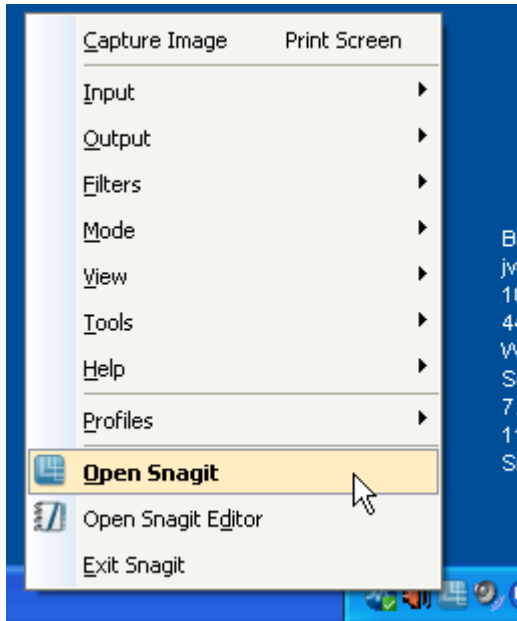 Capture Image Print Screen
Input
Output
Filters
Mode
View
Tools
Help
Profiles
Open Snagit
Open Snagit Editor
Exit Snagit